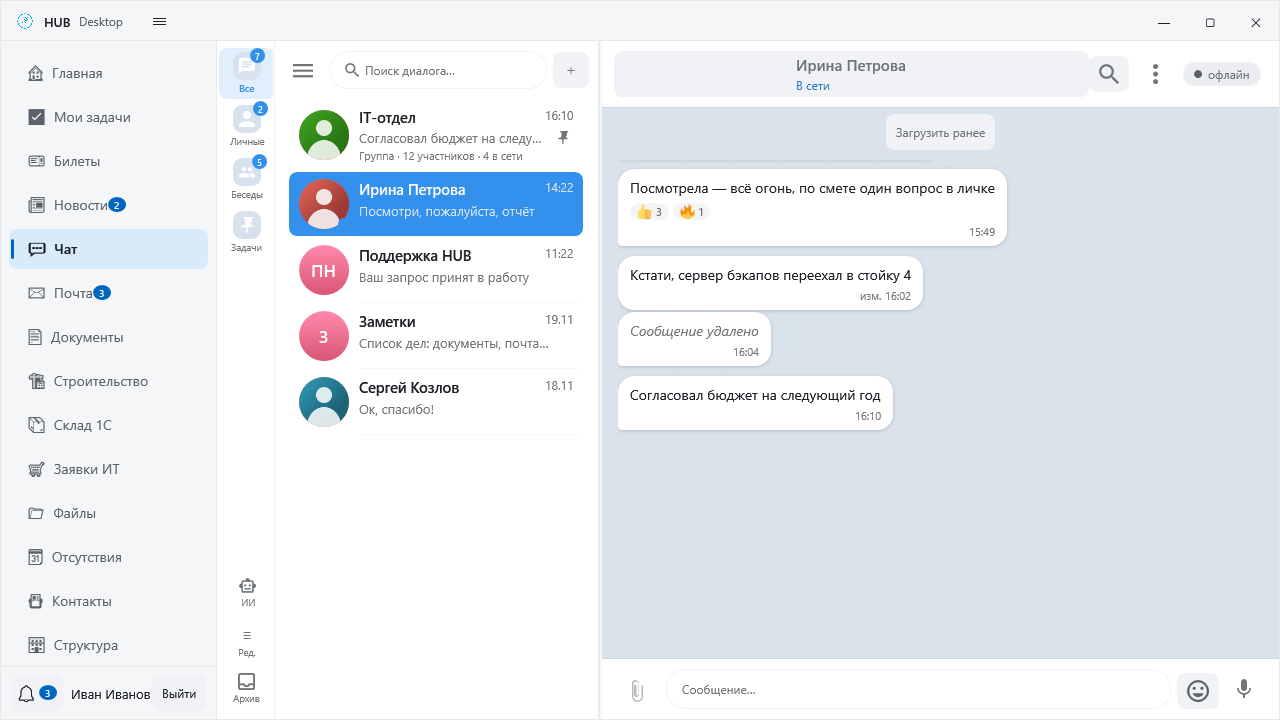 HUB Desktop
Главная
Мои задачи
Билеты
Новости 2
Чат
Почта 3
Документы
Строительство
Склад 1С
Заявки ИТ
Файлы
31 Отсутствия
Контакты
Структура
3 Иван Иванов Выйти
7
Все
2
Личные
5
Беседы
Задачи
ИИ
Ред.
Архив
Поиск диалога... +
IT-отдел 16:10
Согласовал бюджет на следу...
Группа · 12 участников · 4 в сети
Ирина Петрова 14:22
Посмотри, пожалуйста, отчёт
ПН
Поддержка HUB 11:22
Ваш запрос принят в работу
З
Заметки 19.11
Список дел: документы, почта...
Сергей Козлов 18.11
Ок, спасибо!
Ирина Петрова
В сети
офлайн
Загрузить ранее
Посмотрела — всё огонь, по смете один вопрос в личке
👍 3 🔥 1
15:49
Кстати, сервер бэкапов переехал в стойку 4
изм. 16:02
Сообщение удалено
16:04
Согласовал бюджет на следующий год
16:10
Сообщение...